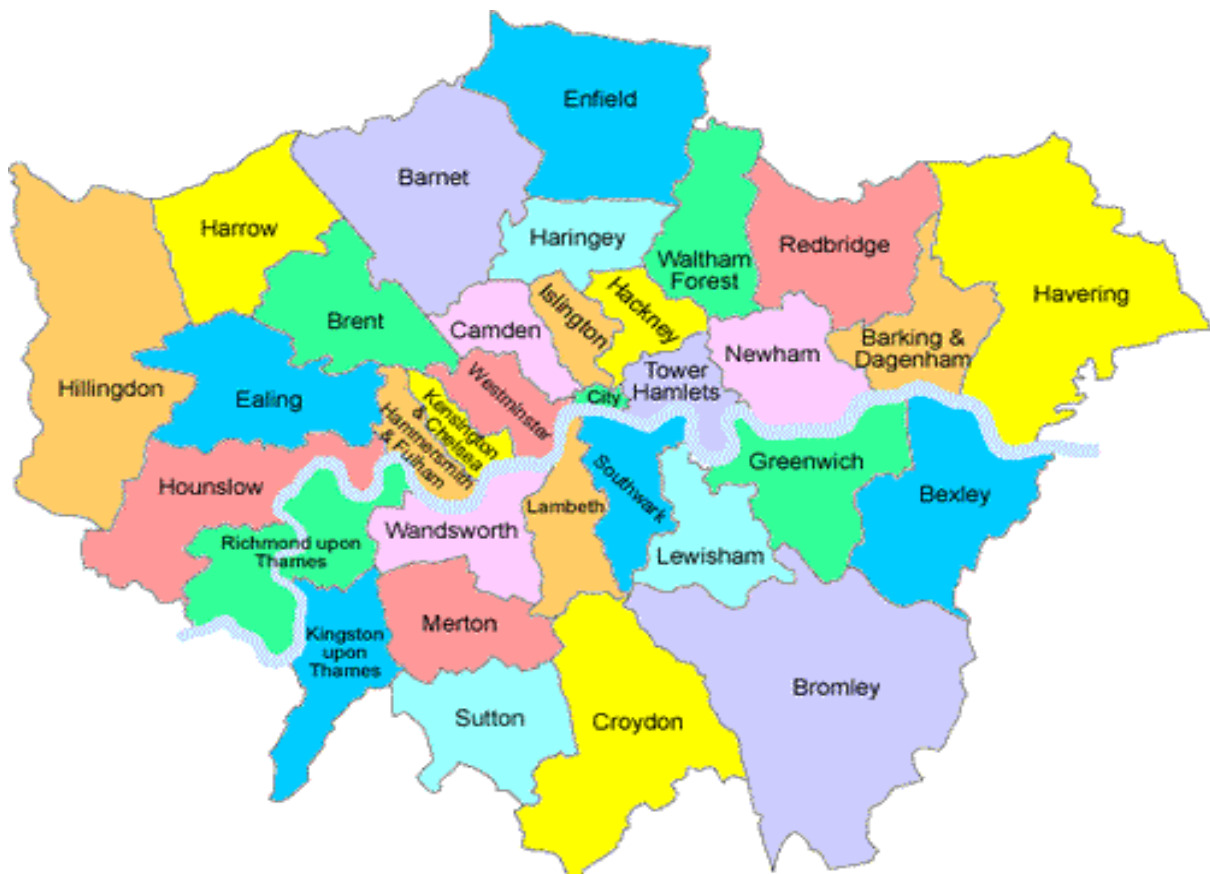 Enfield
Barnet
Harrow
Haringey
Waltham
Forest
Redbridge
Havering
Brent
Camden
Islington
Hackney
Newham
Barking &
Dagenham
Hillingdon
Ealing
Westminstar
City
Tower
Hamlets
Kensington
& Chelsea
Hammersmith
& Fulham
Hounslow
Greenwich
Bexley
Southwark
Lambeth
Wandsworth
Richmond upon
Thames
Lewisham
Merton
Kingston
upon
Thames
Sutton
Croydon
Bromley